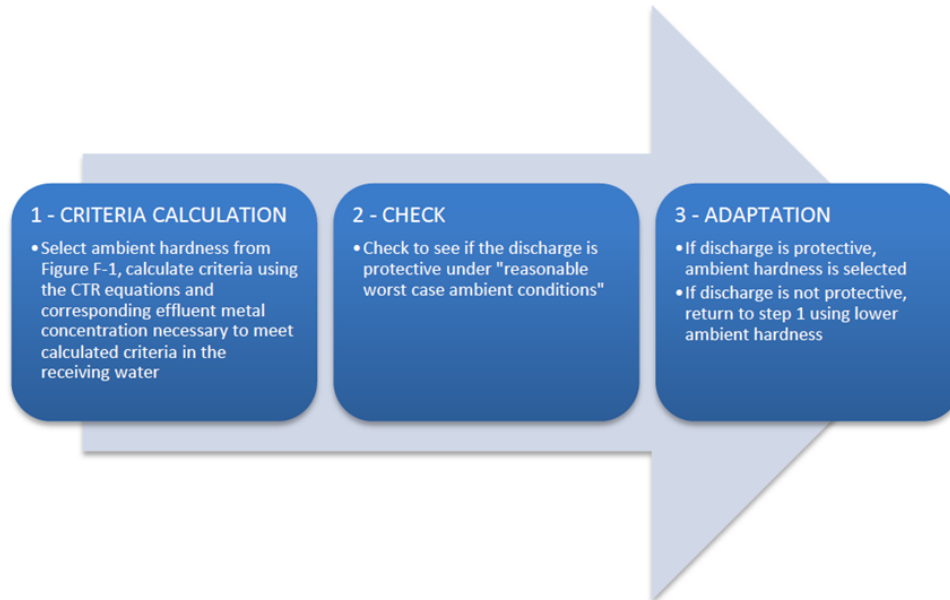 1 - CRITERIA CALCULATION
•Select ambient hardness from
Figure F-1, calculate criteria using
the CTR equations and
corresponding effluent metal
concentration necessary to meet
calculated criteria in the
receiving water
2 - CHECK
•Check to see if the discharge is
protective under "reasonable
worst case ambient conditions"
3 - ADAPTATION
•If discharge is protective,
ambient hardness is selected
•If discharge is not protective,
return to step 1 using lower
ambient hardness